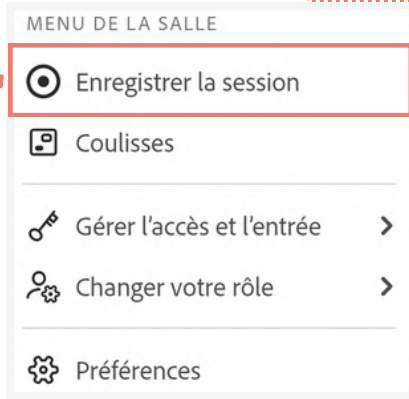 MENU DE LA SALLE
Enregistrer la session
Coulisses
Gérer l'accès et l'entrée
Changer votre rôle
Préférences